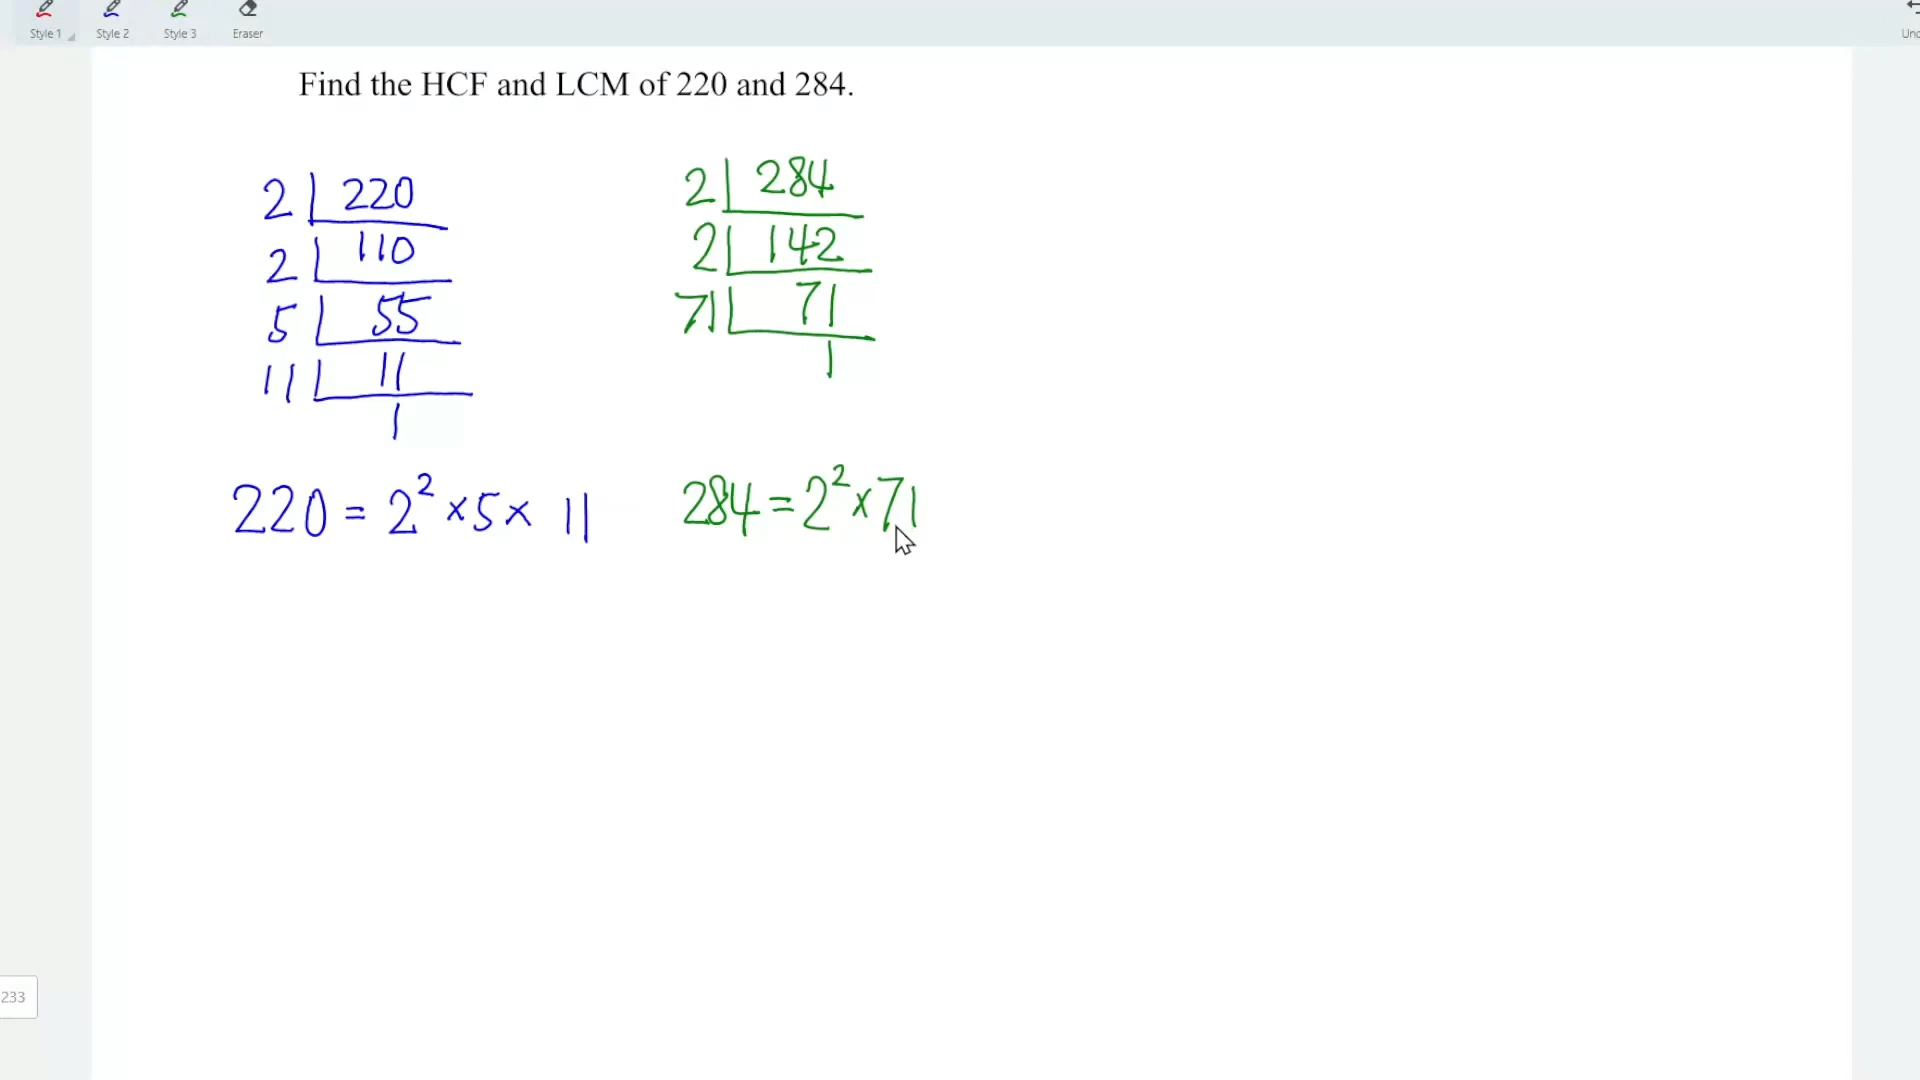 Style 1
Style 2
Style 3
Eraser
Find the HCF and LCM of 220 and 284.
2 | 220
2 | 110
5 | 55
11 | 11
1
2 | 284
2 | 142
71 | 71
1
220 = 2² × 5 × 11
284 = 2² × 71
233